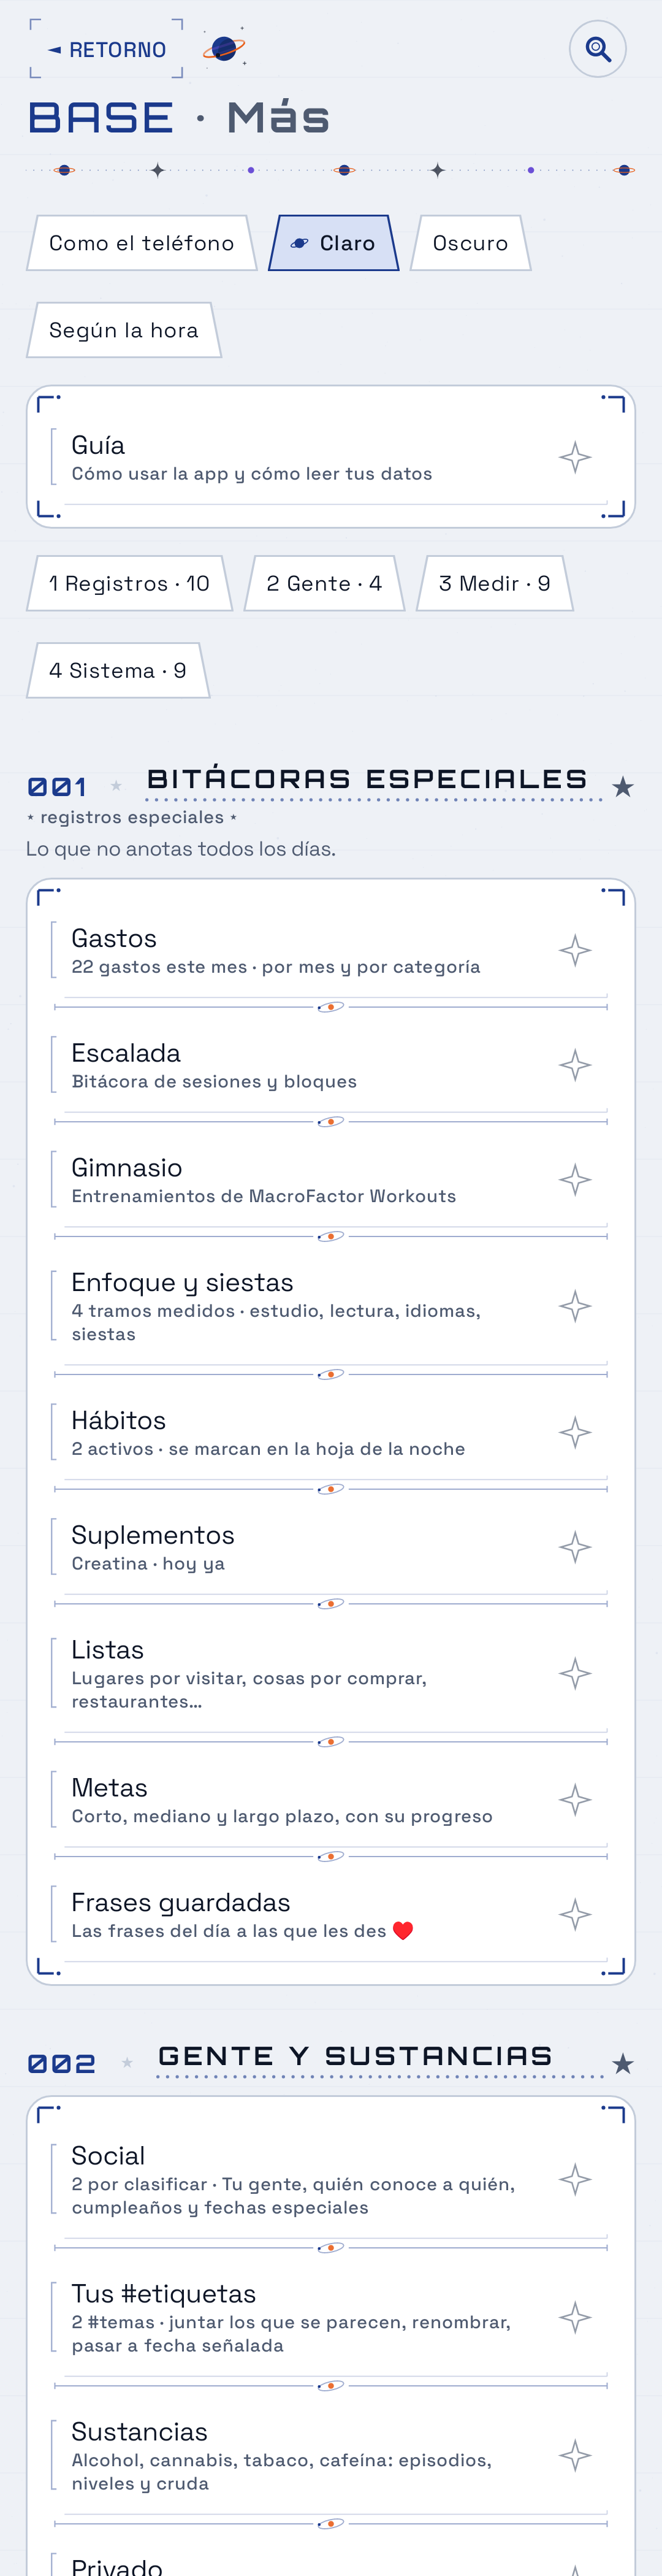 ◄ RETORNO
BASE · Más
Como el teléfono
Claro
Oscuro
Según la hora
Guía
Cómo usar la app y cómo leer tus datos
1 Registros · 10
2 Gente · 4
3 Medir · 9
4 Sistema · 9
001 ★ BITÁCORAS ESPECIALES ★
⋆ registros especiales ⋆
Lo que no anotas todos los días.
Gastos
22 gastos este mes · por mes y por categoría
Escalada
Bitácora de sesiones y bloques
Gimnasio
Entrenamientos de MacroFactor Workouts
Enfoque y siestas
4 tramos medidos · estudio, lectura, idiomas,
siestas
Hábitos
2 activos · se marcan en la hoja de la noche
Suplementos
Creatina · hoy ya
Listas
Lugares por visitar, cosas por comprar,
restaurantes…
Metas
Corto, mediano y largo plazo, con su progreso
Frases guardadas
Las frases del día a las que les des ❤️
002 ★ GENTE Y SUSTANCIAS ★
Social
2 por clasificar · Tu gente, quién conoce a quién,
cumpleaños y fechas especiales
Tus #etiquetas
2 #temas · juntar los que se parecen, renombrar,
pasar a fecha señalada
Sustancias
Alcohol, cannabis, tabaco, cafeína: episodios,
niveles y cruda
Privado